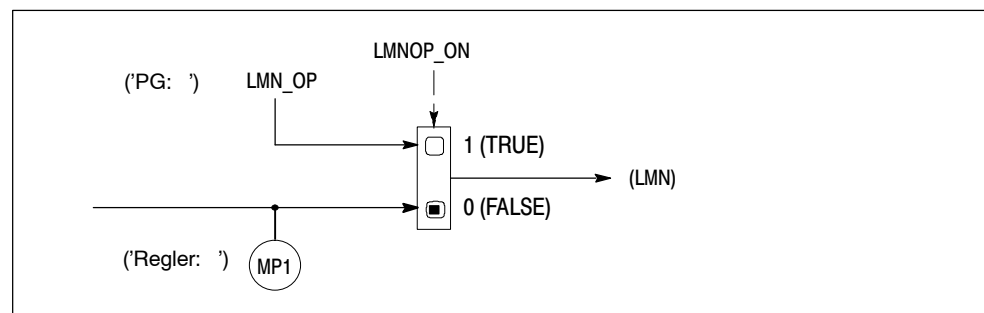 LMNOP_ON
('PG:   ')   LMN_OP
1 (TRUE)
(LMN)
0 (FALSE)
('Regler:   ')   MP1